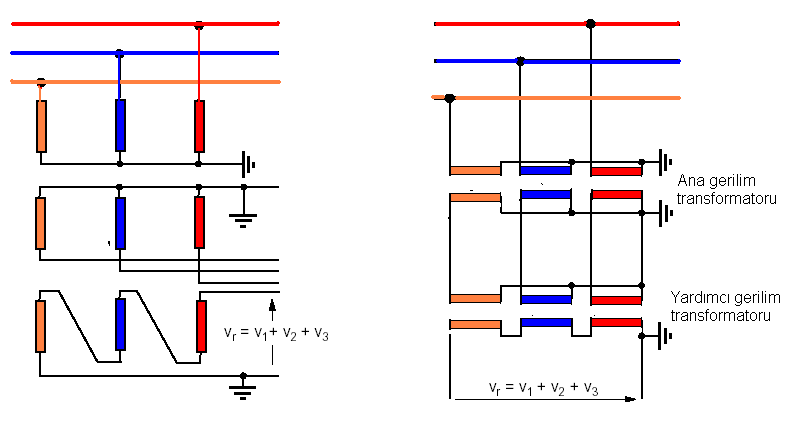 vr = v1+ v2 + v3
Ana gerilim
transformatoru
Yardımcı gerilim
transformatoru
vr = v1 + v2 + v3